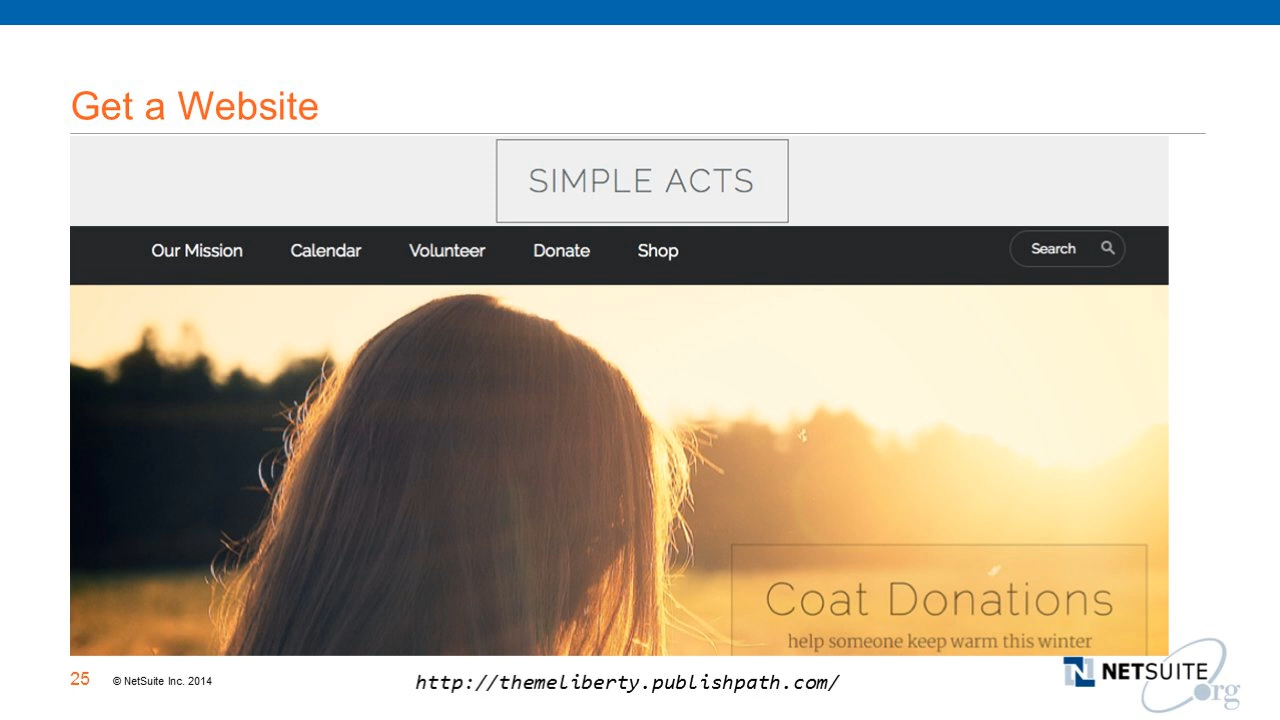 Get a Website
SIMPLE ACTS
Our Mission Calendar Volunteer Donate Shop Search
Coat Donations
help someone keep warm this winter
25 © NetSuite Inc. 2014 http://themeliberty.publishpath.com/ NETSUITE.org